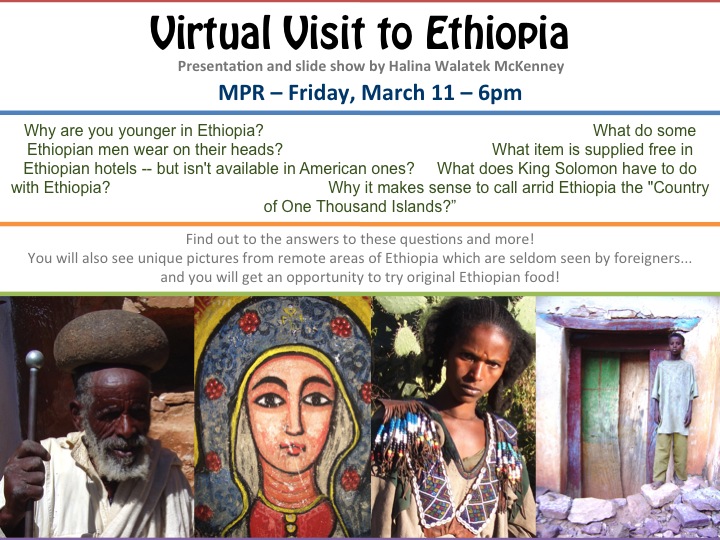 Virtual Visit to Ethiopia
Presentation and slide show by Halina Walatek McKenney
MPR – Friday, March 11 – 6pm
Why are you younger in Ethiopia? What do some
Ethiopian men wear on their heads? What item is supplied free in
Ethiopian hotels -- but isn't available in American ones? What does King Solomon have to do
with Ethiopia? Why it makes sense to call arrid Ethiopia the "Country
of One Thousand Islands?”
Find out to the answers to these questions and more!
You will also see unique pictures from remote areas of Ethiopia which are seldom seen by foreigners...
and you will get an opportunity to try original Ethiopian food!